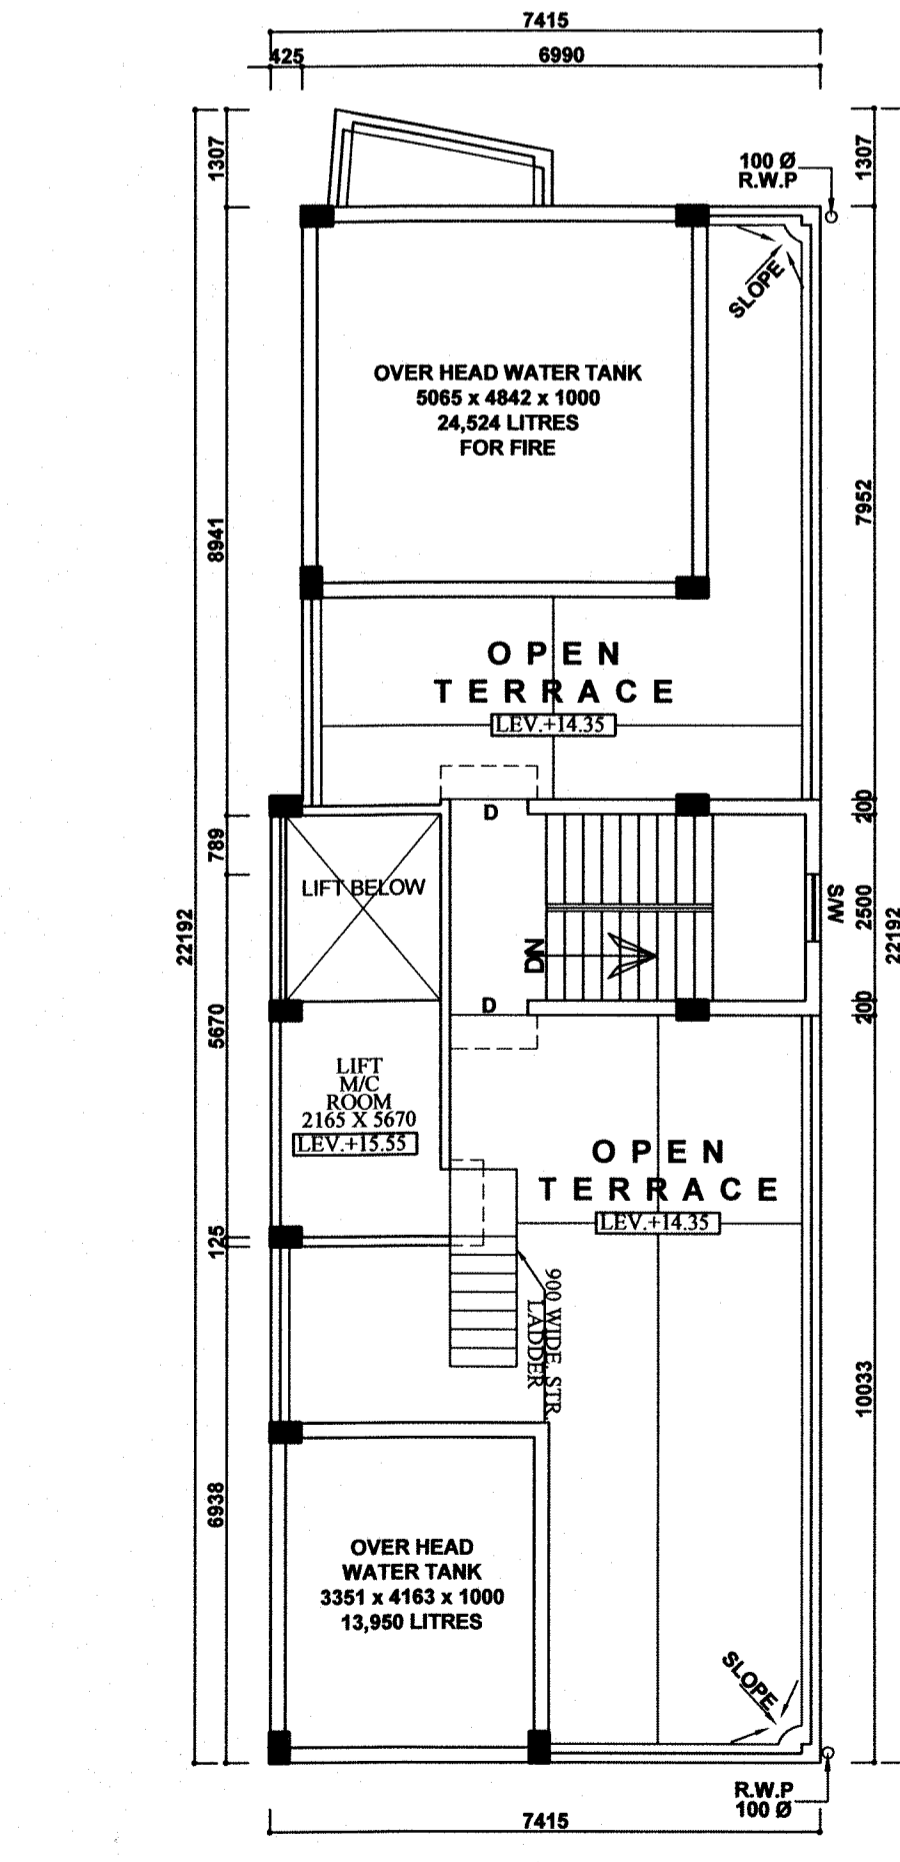 7415
425
6990
1307
1307
100 Ø
R.W.P
SLOPE
OVER HEAD WATER TANK
5065 x 4842 x 1000
24,524 LITRES
FOR FIRE
8941
7952
OPEN
TERRACE
LEV.+14.35
D
200
789
LIFT BELOW
S/W
2500
22192
22192
DN
D
200
5670
LIFT
M/C
ROOM
2165 X 5670
LEV.+15.55
OPEN
TERRACE
LEV.+14.35
125
900 WIDE. STR.
LADDER
10033
6938
OVER HEAD
WATER TANK
3351 x 4163 x 1000
13,950 LITRES
SLOPE
R.W.P
100 Ø
7415